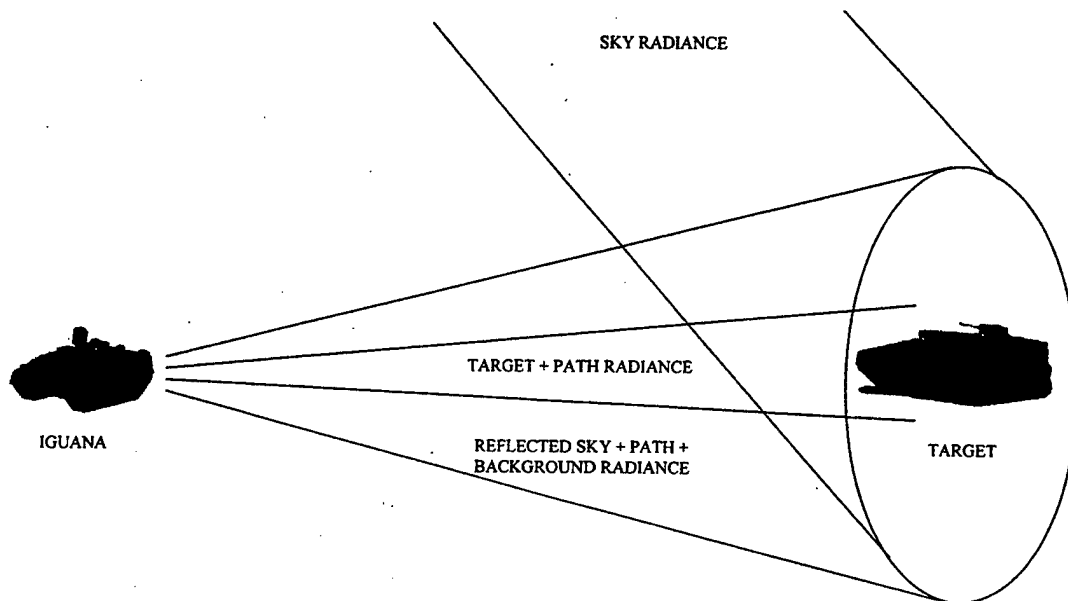 SKY RADIANCE
TARGET + PATH RADIANCE
IGUANA
REFLECTED SKY + PATH +
BACKGROUND RADIANCE
TARGET